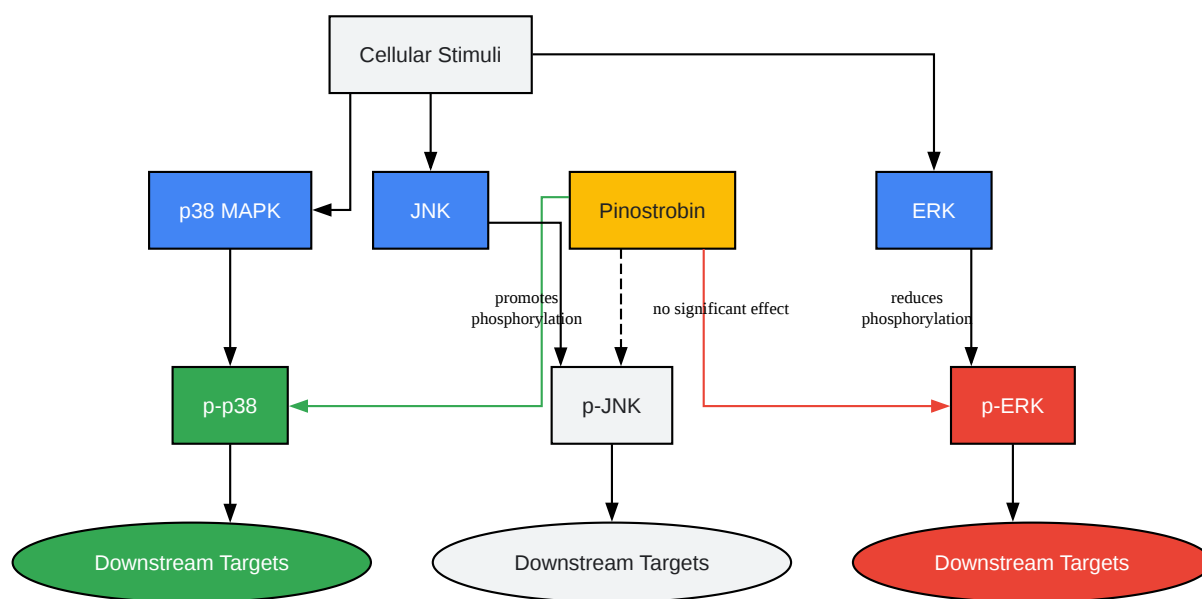 Cellular Stimuli
p38 MAPK
JNK
Pinostrobin
ERK
promotes
phosphorylation
no significant effect
reduces
phosphorylation
p-p38
p-JNK
p-ERK
Downstream Targets
Downstream Targets
Downstream Targets